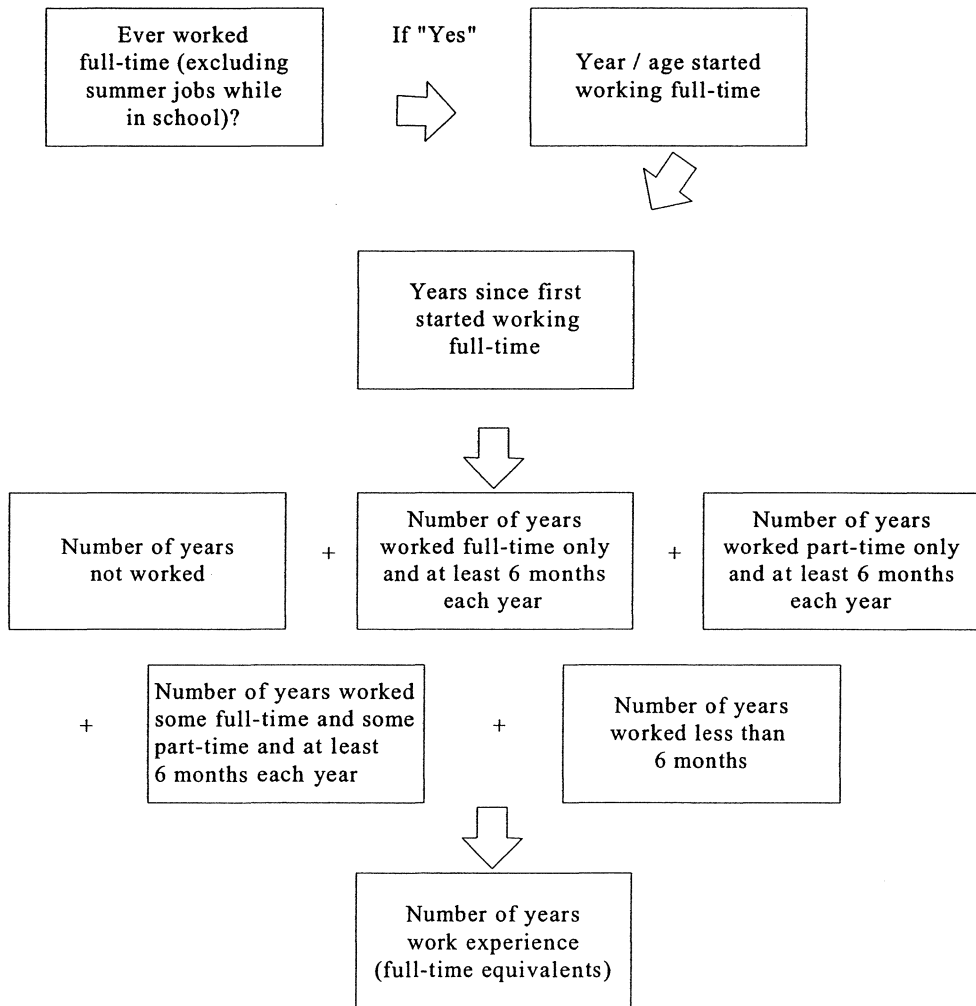 Ever worked
full-time (excluding
summer jobs while
in school)?
If "Yes"
Year / age started
working full-time
Years since first
started working
full-time
Number of years
not worked
+
Number of years
worked full-time only
and at least 6 months
each year
+
Number of years
worked part-time only
and at least 6 months
each year
+
Number of years worked
some full-time and some
part-time and at least
6 months each year
+
Number of years
worked less than
6 months
Number of years
work experience
(full-time equivalents)